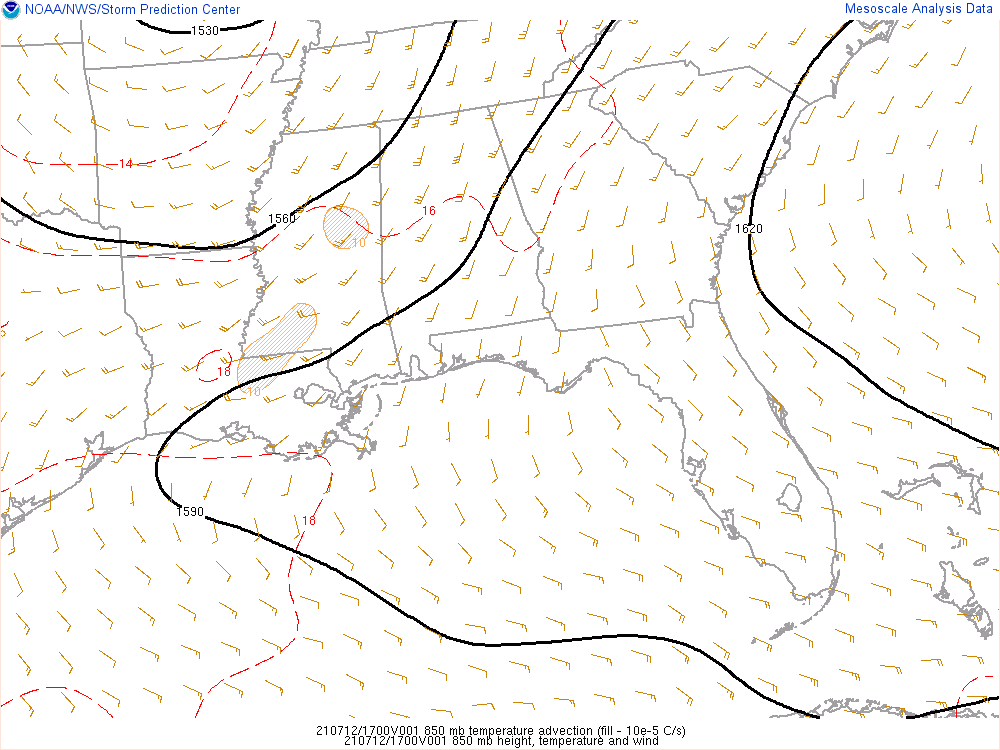 NOAA/NWS/Storm Prediction Center
Mesoscale Analysis Data
1530
14
1560
16
10
1620
18
10
1590
18
210712/1700V001 850 mb temperature advection (fill - 10e-5 C/s)
210712/1700V001 850 mb height, temperature and wind